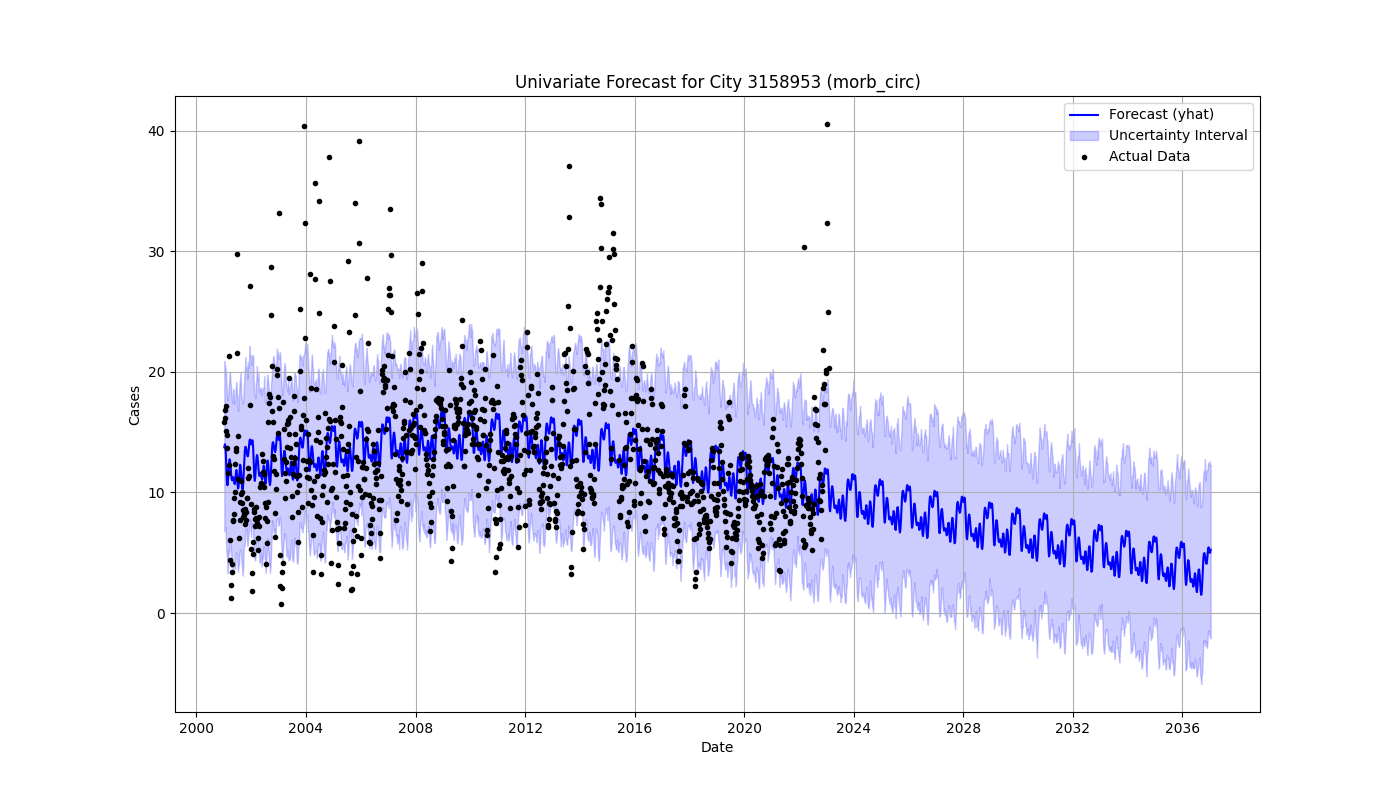 Univariate Forecast for City 3158953 (morb_circ)
Forecast (yhat)
Uncertainty Interval
Actual Data
40
30
20
10
0
Cases
2000 2004 2008 2012 2016 2020 2024 2028 2032 2036
Date